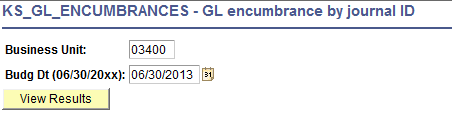 KS_GL_ENCUMBRANCES - GL encumbrance by journal ID
Business Unit: 03400
Budg Dt (06/30/20xx): 06/30/2013 31
View Results